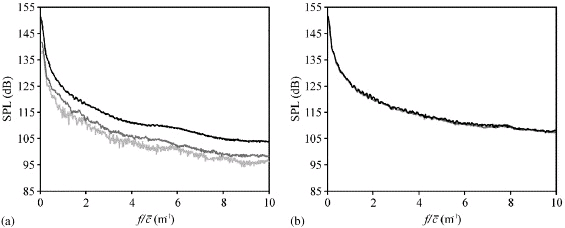 155
145
135
125
115
105
95
85
SPL (dB)
0 2 4 6 8 10
f/c̅ (m⁻¹)
(a)
155
145
135
125
115
105
95
85
SPL (dB)
0 2 4 6 8 10
f/c̅ (m⁻¹)
(b)